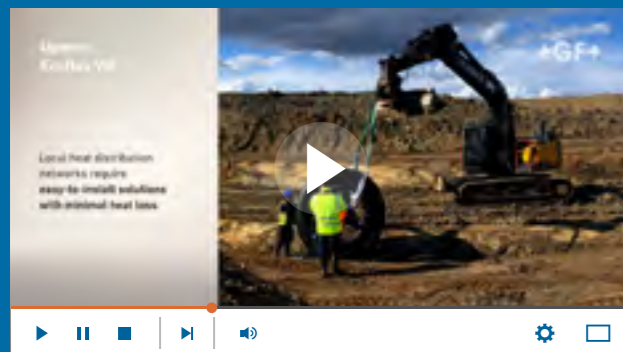 Uponor
Ecoflex VIP
+GF+
Local heat distribution
networks require
easy-to-install solutions
with minimal heat loss